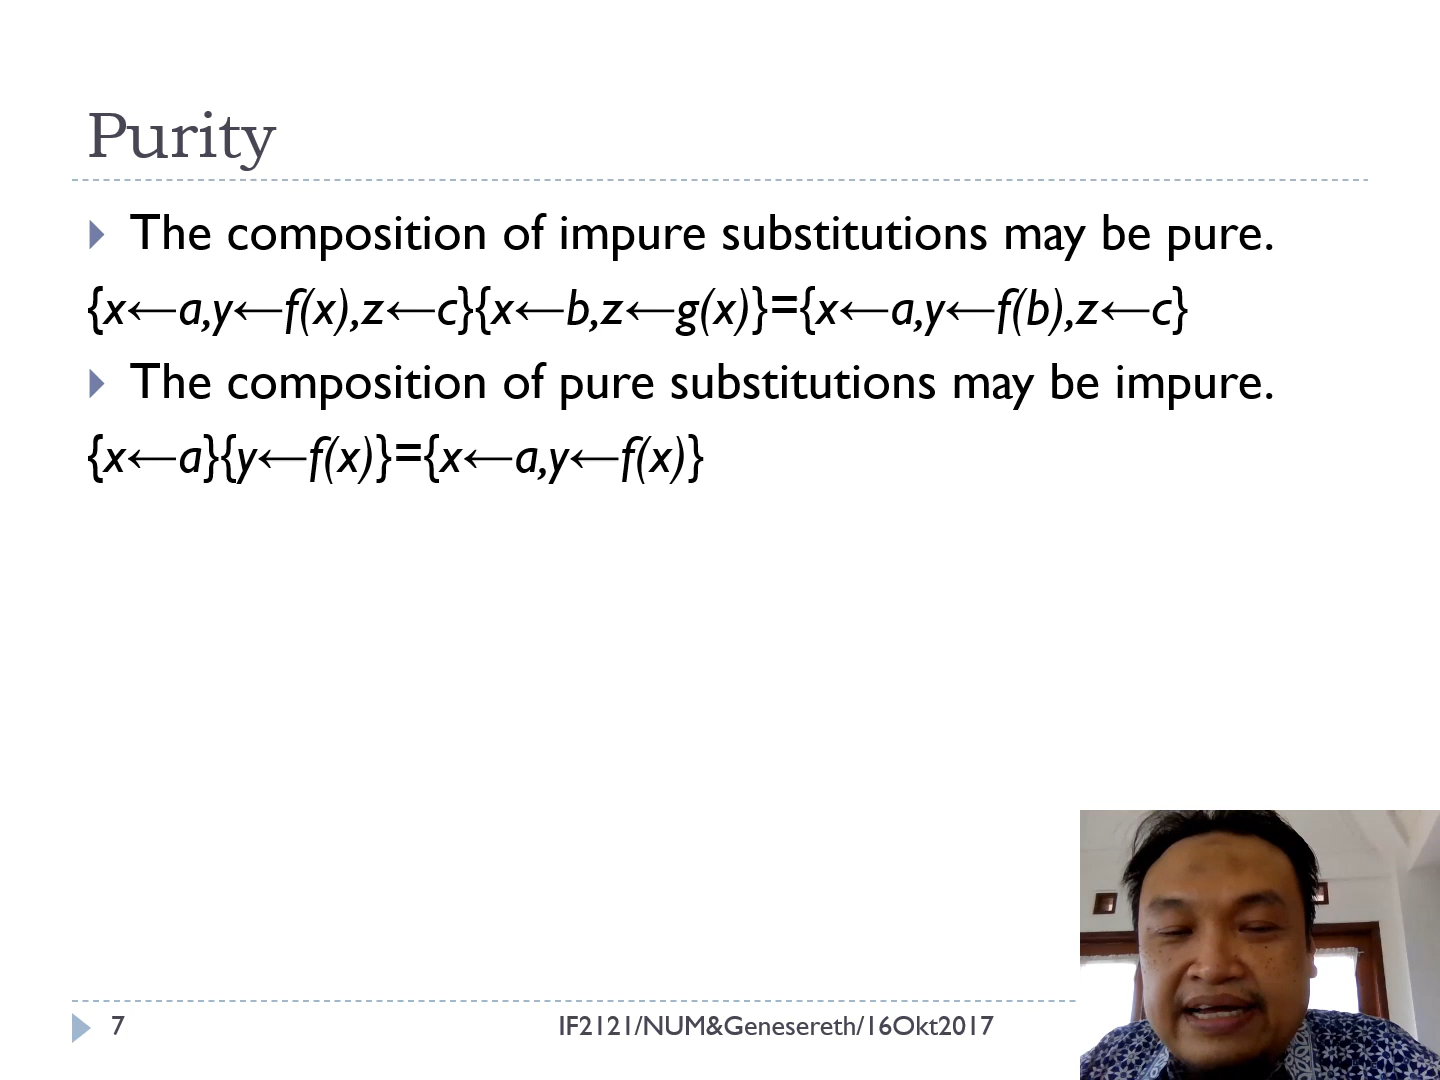 Purity
The composition of impure substitutions may be pure.
{x←a,y←f(x),z←c}{x←b,z←g(x)}={x←a,y←f(b),z←c}
The composition of pure substitutions may be impure.
{x←a}{y←f(x)}={x←a,y←f(x)}
7
IF2121/NUM&Genesereth/16Okt2017